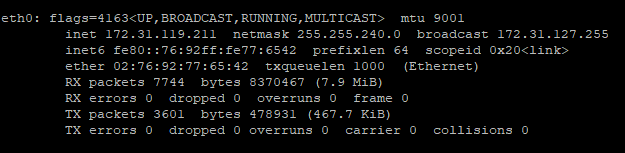 eth0: flags=4163<UP,BROADCAST,RUNNING,MULTICAST>  mtu 9001
        inet 172.31.119.211  netmask 255.255.240.0  broadcast 172.31.127.255
        inet6 fe80::76:92ff:fe77:6542  prefixlen 64  scopeid 0x20<link>
        ether 02:76:92:77:65:42  txqueuelen 1000  (Ethernet)
        RX packets 7744  bytes 8370467 (7.9 MiB)
        RX errors 0  dropped 0  overruns 0  frame 0
        TX packets 3601  bytes 478931 (467.7 KiB)
        TX errors 0  dropped 0 overruns 0  carrier 0  collisions 0